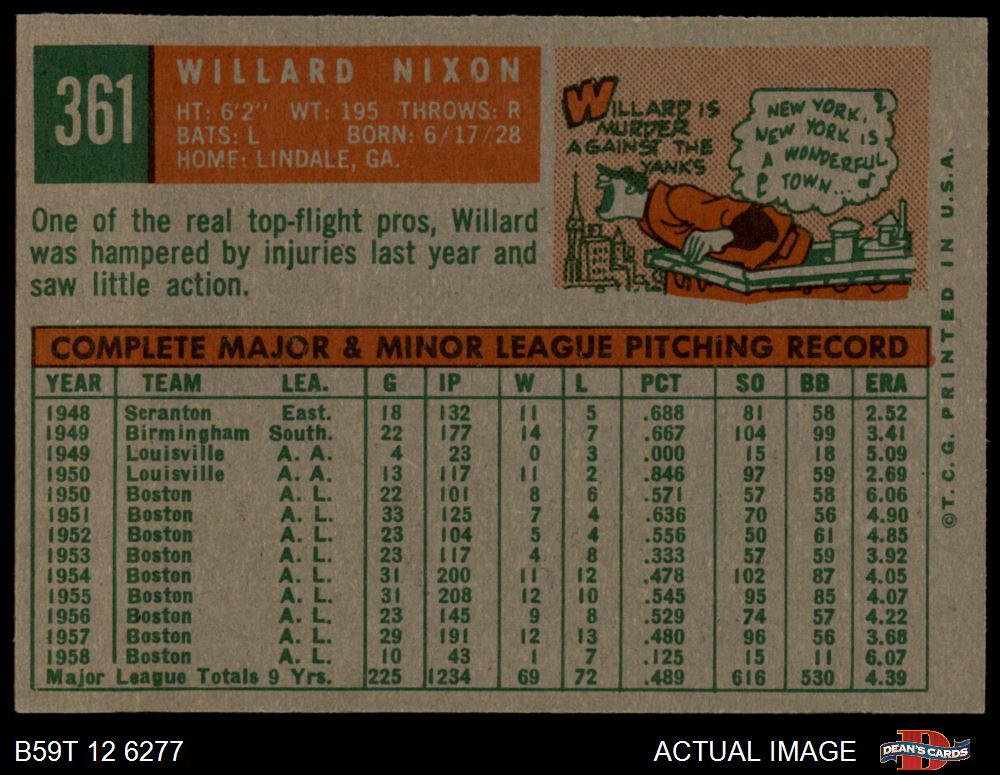 361
WILLARD NIXON
HT: 6'2" WT: 195 THROWS: R
BATS: L BORN: 6/17/28
HOME: LINDALE, GA.
WILLARD IS
MURDER
AGAINST THE
YANKS
NEW YORK,
NEW YORK IS
A WONDERFUL
TOWN...
One of the real top-flight pros, Willard
was hampered by injuries last year and
saw little action.
COMPLETE MAJOR & MINOR LEAGUE PITCHING RECORD
YEAR TEAM LEA. G IP W L PCT SO BB ERA
1948 Scranton East. 18 132 11 5 .688 81 58 2.52
1949 Birmingham South. 22 177 14 7 .667 104 99 3.41
1949 Louisville A. A. 4 23 0 3 .000 15 18 5.09
1950 Louisville A. A. 13 117 11 2 .846 97 59 2.69
1950 Boston A. L. 22 101 8 6 .571 57 58 6.06
1951 Boston A. L. 33 125 7 4 .636 70 56 4.90
1952 Boston A. L. 23 104 5 4 .556 50 61 4.85
1953 Boston A. L. 23 117 4 8 .333 57 59 3.92
1954 Boston A. L. 31 200 11 12 .478 102 87 4.05
1955 Boston A. L. 31 208 12 10 .545 95 85 4.07
1956 Boston A. L. 23 145 9 8 .529 74 57 4.22
1957 Boston A. L. 29 191 12 13 .480 96 56 3.68
1958 Boston A. L. 10 43 1 7 .125 15 11 6.07
Major League Totals 9 Yrs. 225 1234 69 72 .489 616 530 4.39
©T. C. G. PRINTED IN U.S.A.
B59T 12 6277
ACTUAL IMAGE
D
DEAN'S CARDS